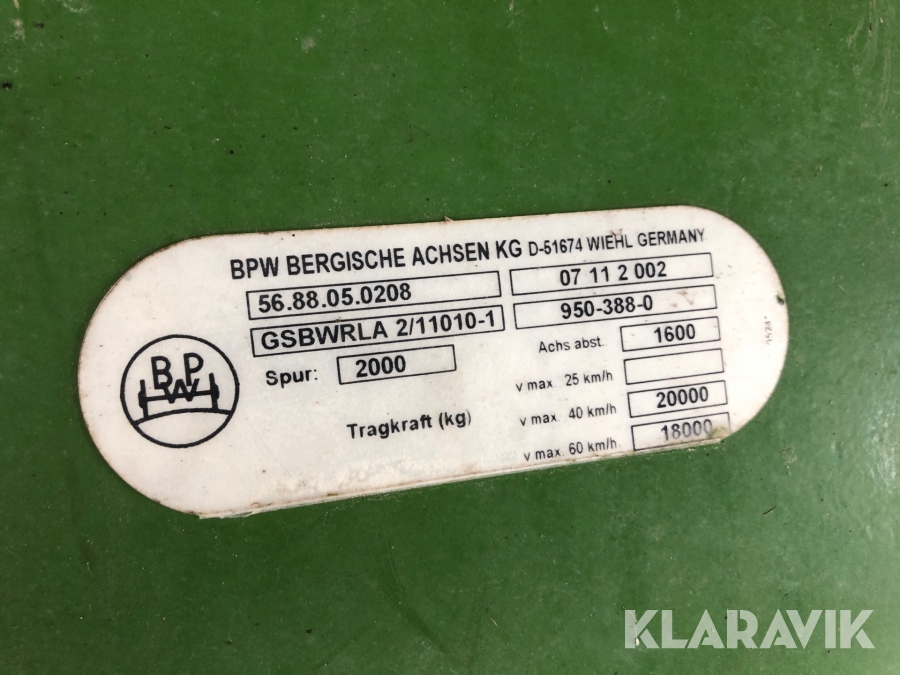 BPW BERGISCHE ACHSEN KG D-51674 WIEHL GERMANY
56.88.05.0208 07 11 2 002
GSBWRLA 2/11010-1 950-388-0
Spur: 2000 Achs abst. 1600
v max. 25 km/h
Tragkraft (kg) v max. 40 km/h 20000
v max. 60 km/h 18000
BPW
KLARAVIK